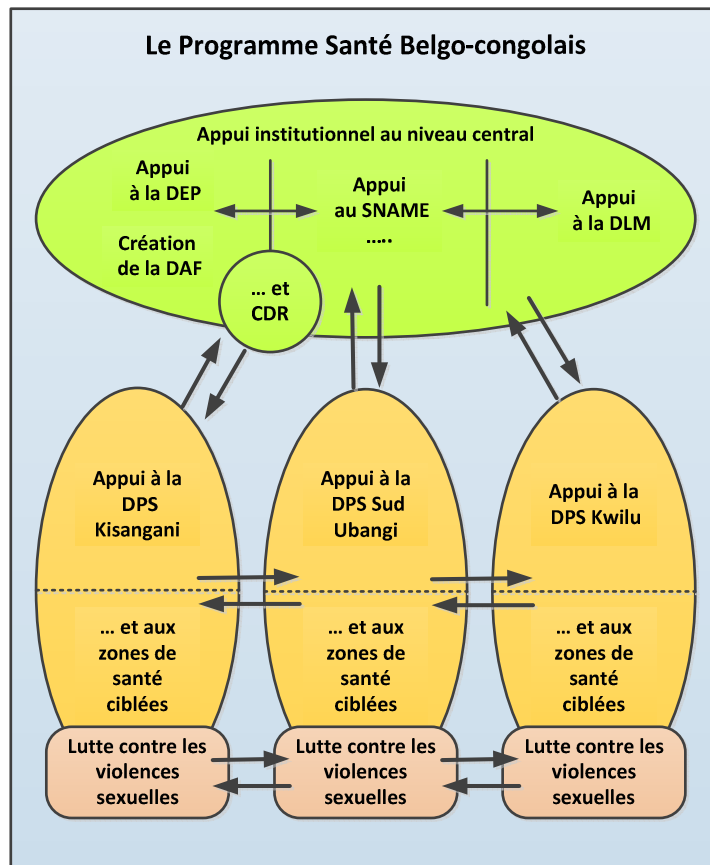 Le Programme Santé Belgo-congolais
Appui institutionnel au niveau central
Appui
à la DEP
Création
de la DAF
Appui
au SNAME
…..
Appui
à la DLM
… et
CDR
Appui à la
DPS
Kisangani
Appui à la
DPS Sud
Ubangi
Appui à la
DPS Kwilu
… et aux
zones de
santé
ciblées
… et aux
zones de
santé
ciblées
… et aux
zones de
santé
ciblées
Lutte contre les
violences
sexuelles
Lutte contre les
violences
sexuelles
Lutte contre les
violences
sexuelles